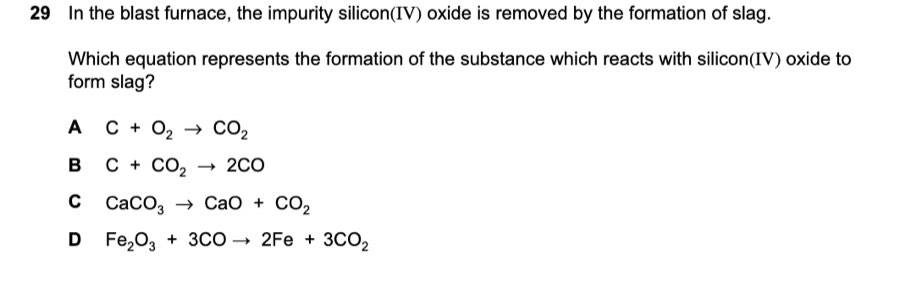 29 In the blast furnace, the impurity silicon(IV) oxide is removed by the formation of slag.
Which equation represents the formation of the substance which reacts with silicon(IV) oxide to
form slag?
A C + O₂ → CO₂
B C + CO₂ → 2CO
C CaCO₃ → CaO + CO₂
D Fe₂O₃ + 3CO → 2Fe + 3CO₂